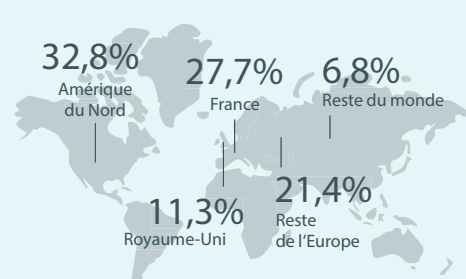 32,8%
Amérique
du Nord
27,7%
France
6,8%
Reste du monde
11,3%
Royaume-Uni
21,4%
Reste
de l'Europe